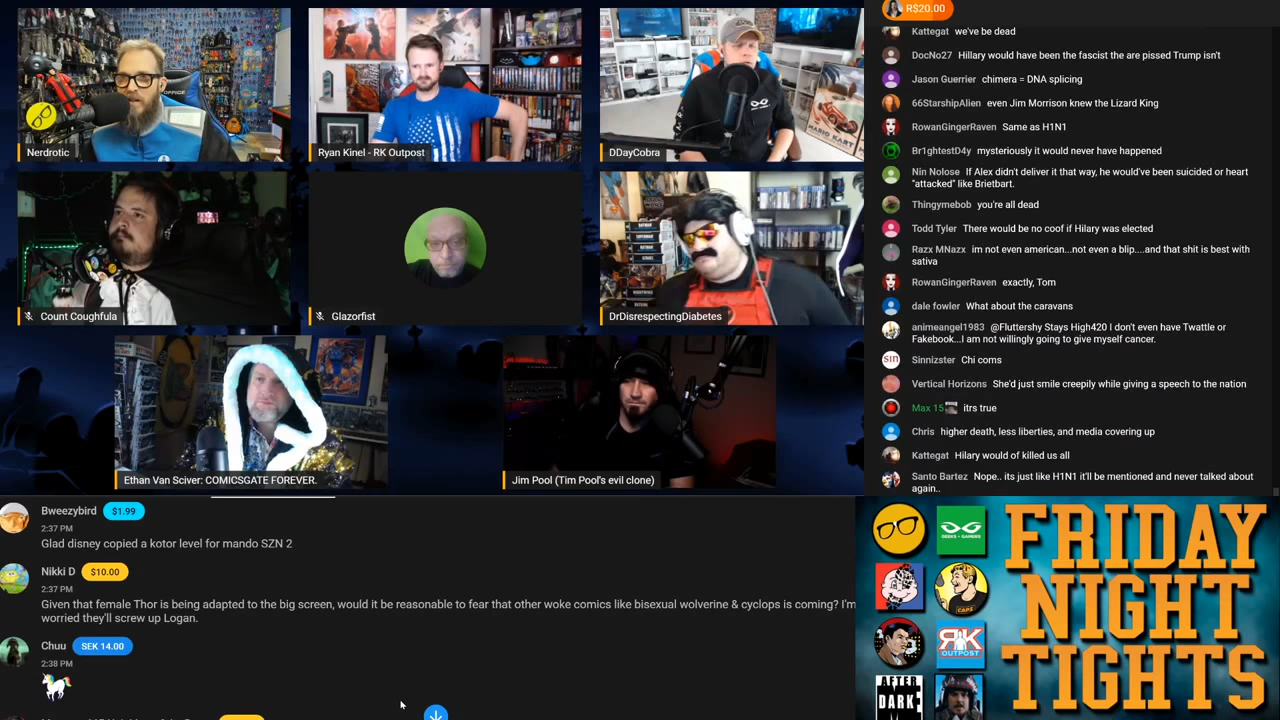 OFFICE
Nerdrotic
Ryan Kinel - RK Outpost
MARIO KART
DDayCobra
Count Coughfula
Glazorfist
DrDisrespectingDiabetes
Ethan Van Sciver: COMICSGATE FOREVER.
Jim Pool (Tim Pool's evil clone)
R$20.00
Kattegat we've be dead
DocNo27 Hillary would have been the fascist the are pissed Trump isn't
Jason Guerrier chimera = DNA splicing
66StarshipAlien even Jim Morrison knew the Lizard King
RowanGingerRaven Same as H1N1
Br1ghtestD4y mysteriously it would never have happened
Nin Nolose If Alex didn't deliver it that way, he would've been suicided or heart
"attacked" like Brietbart.
Thingymebob you're all dead
Todd Tyler There would be no coof if Hilary was elected
Razx MNazx im not even american...not even a blip....and that shit is best with
sativa
RowanGingerRaven exactly, Tom
dale fowler What about the caravans
animeangel1983 @Fluttershy Stays High420 I don't even have Twattle or
Fakebook...I am not willingly going to give myself cancer.
sin Sinnizster Chi coms
Vertical Horizons She'd just smile creepily while giving a speech to the nation
Max 15 itrs true
Chris higher death, less liberties, and media covering up
Kattegat Hilary would of killed us all
Santo Bartez Nope.. its just like H1N1 it'll be mentioned and never talked about
again..
Bweezybird $1.99
2:37 PM
Glad disney copied a kotor level for mando SZN 2
Nikki D $10.00
2:37 PM
Given that female Thor is being adapted to the big screen, would it be reasonable to fear that other woke comics like bisexual wolverine & cyclops is coming? I'm
worried they'll screw up Logan.
Chuu SEK 14.00
2:38 PM
GEEKS + GAMERS
CAPS
RK
OUTPOST
AFTER
DARK
FRIDAY
NIGHT
TIGHTS